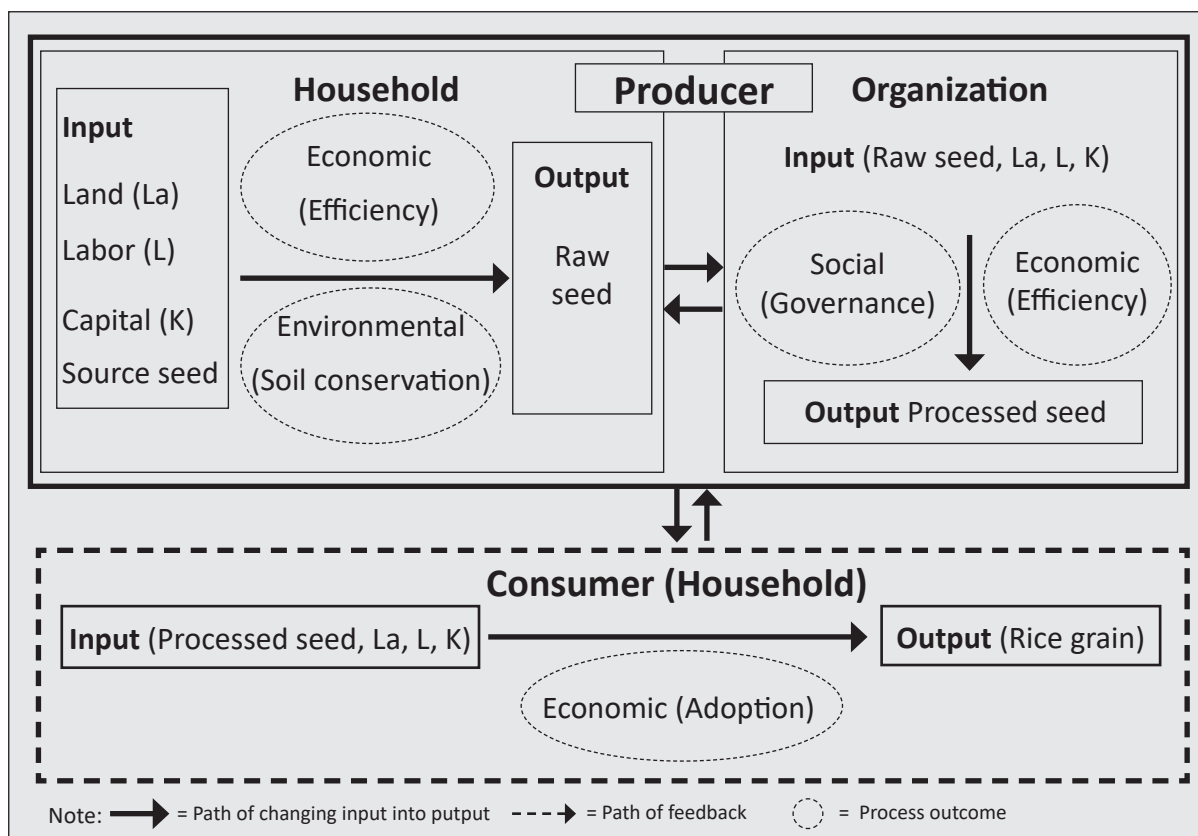 Producer
Household
Input
Land (La)
Labor (L)
Capital (K)
Source seed
Economic
(Efficiency)
Environmental
(Soil conservation)
Output
Raw
seed
Organization
Input (Raw seed, La, L, K)
Social
(Governance)
Economic
(Efficiency)
Output Processed seed
Consumer (Household)
Input (Processed seed, La, L, K)
Output (Rice grain)
Economic (Adoption)
Note: = Path of changing input into putput = Path of feedback = Process outcome